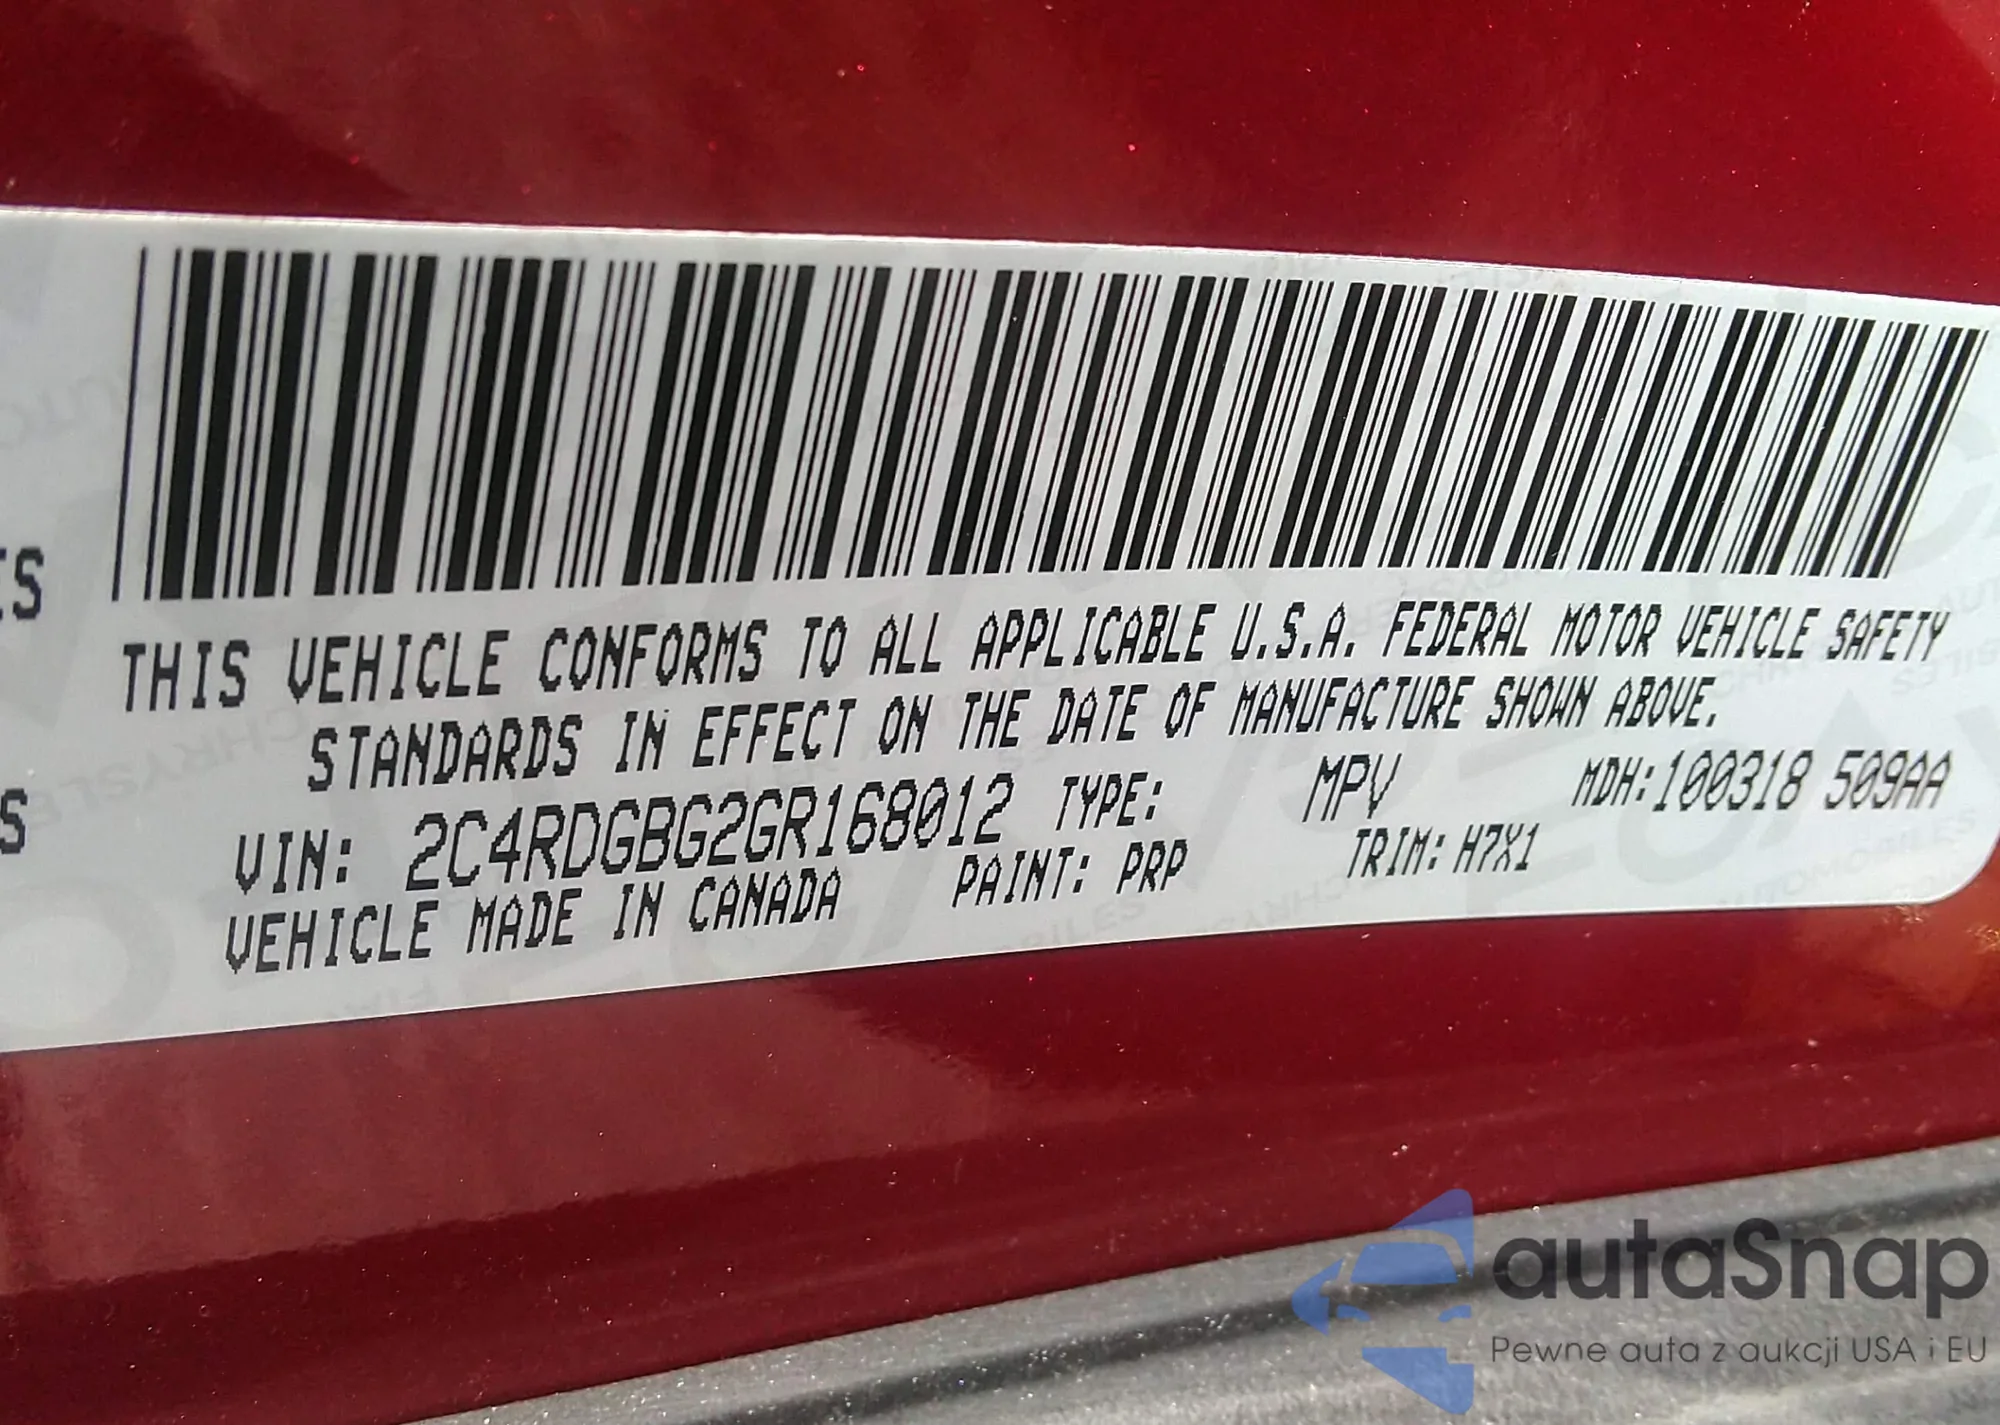 IS
S
THIS VEHICLE CONFORMS TO ALL APPLICABLE U.S.A. FEDERAL MOTOR VEHICLE SAFETY
STANDARDS IN EFFECT ON THE DATE OF MANUFACTURE SHOWN ABOVE.
VIN: 2C4RDGBG2GR168012 TYPE: MPV MDH:100318 509AA
VEHICLE MADE IN CANADA PAINT: PRP TRIM: H7X1
autaSnap
Pewne auta z aukcji USA i EU